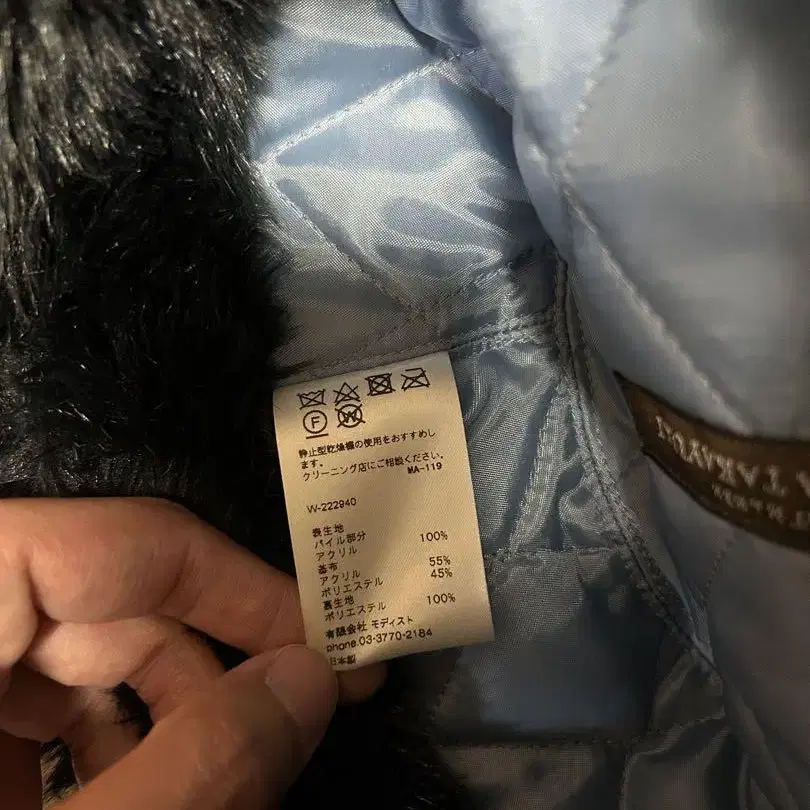 F W
静止型乾燥機の使用をおすすめし
ます。
クリーニング店にご相談ください。
MA-119
VV-222940
表生地
パイル部分
アクリル 100%
基布
アクリル 55%
ポリエステル 45%
裏生地
ポリエステル 100%
有限会社 モディスト
phone.03-3770-2184
日本製
TAKAYUKI